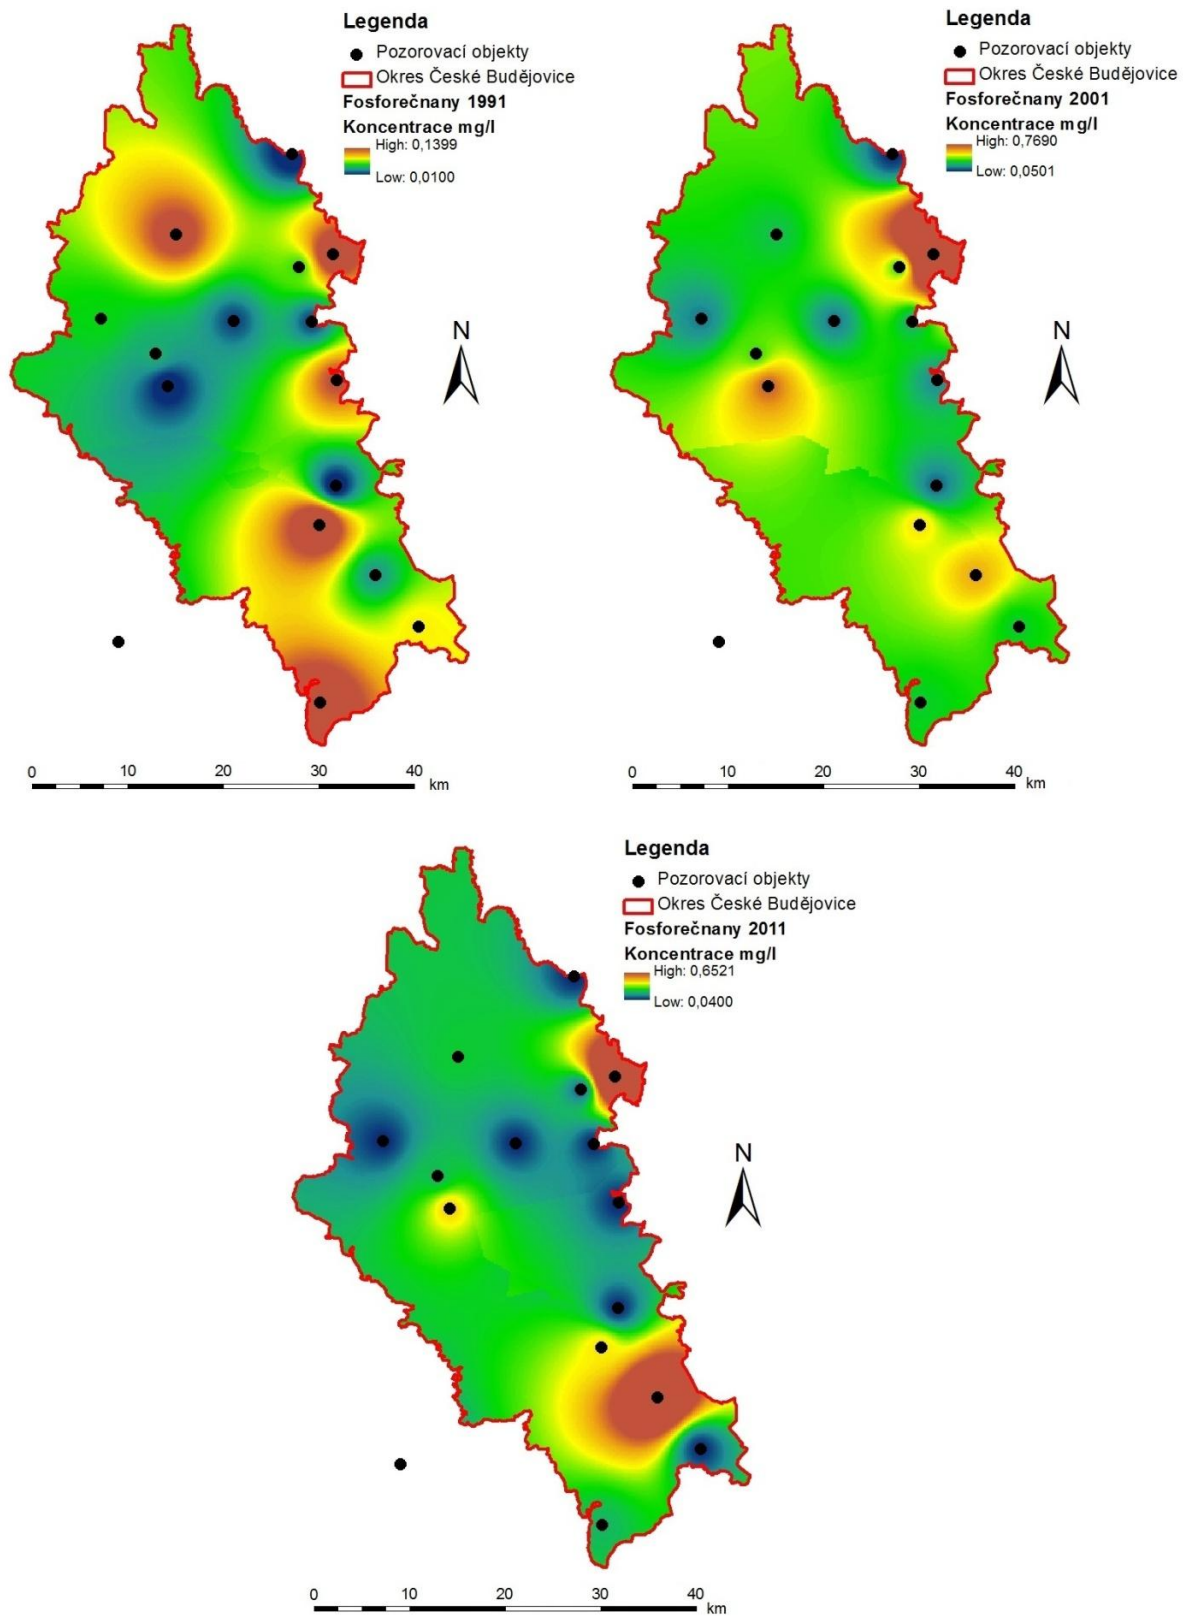 Legenda
Pozorovací objekty
Okres České Budějovice
Fosforečnany 1991
Koncentrace mg/l
High: 0,1399
Low: 0,0100
N
0 10 20 30 40 km
Legenda
Pozorovací objekty
Okres České Budějovice
Fosforečnany 2001
Koncentrace mg/l
High: 0,7690
Low: 0,0501
N
0 10 20 30 40 km
Legenda
Pozorovací objekty
Okres České Budějovice
Fosforečnany 2011
Koncentrace mg/l
High: 0,6521
Low: 0,0400
N
0 10 20 30 40 km